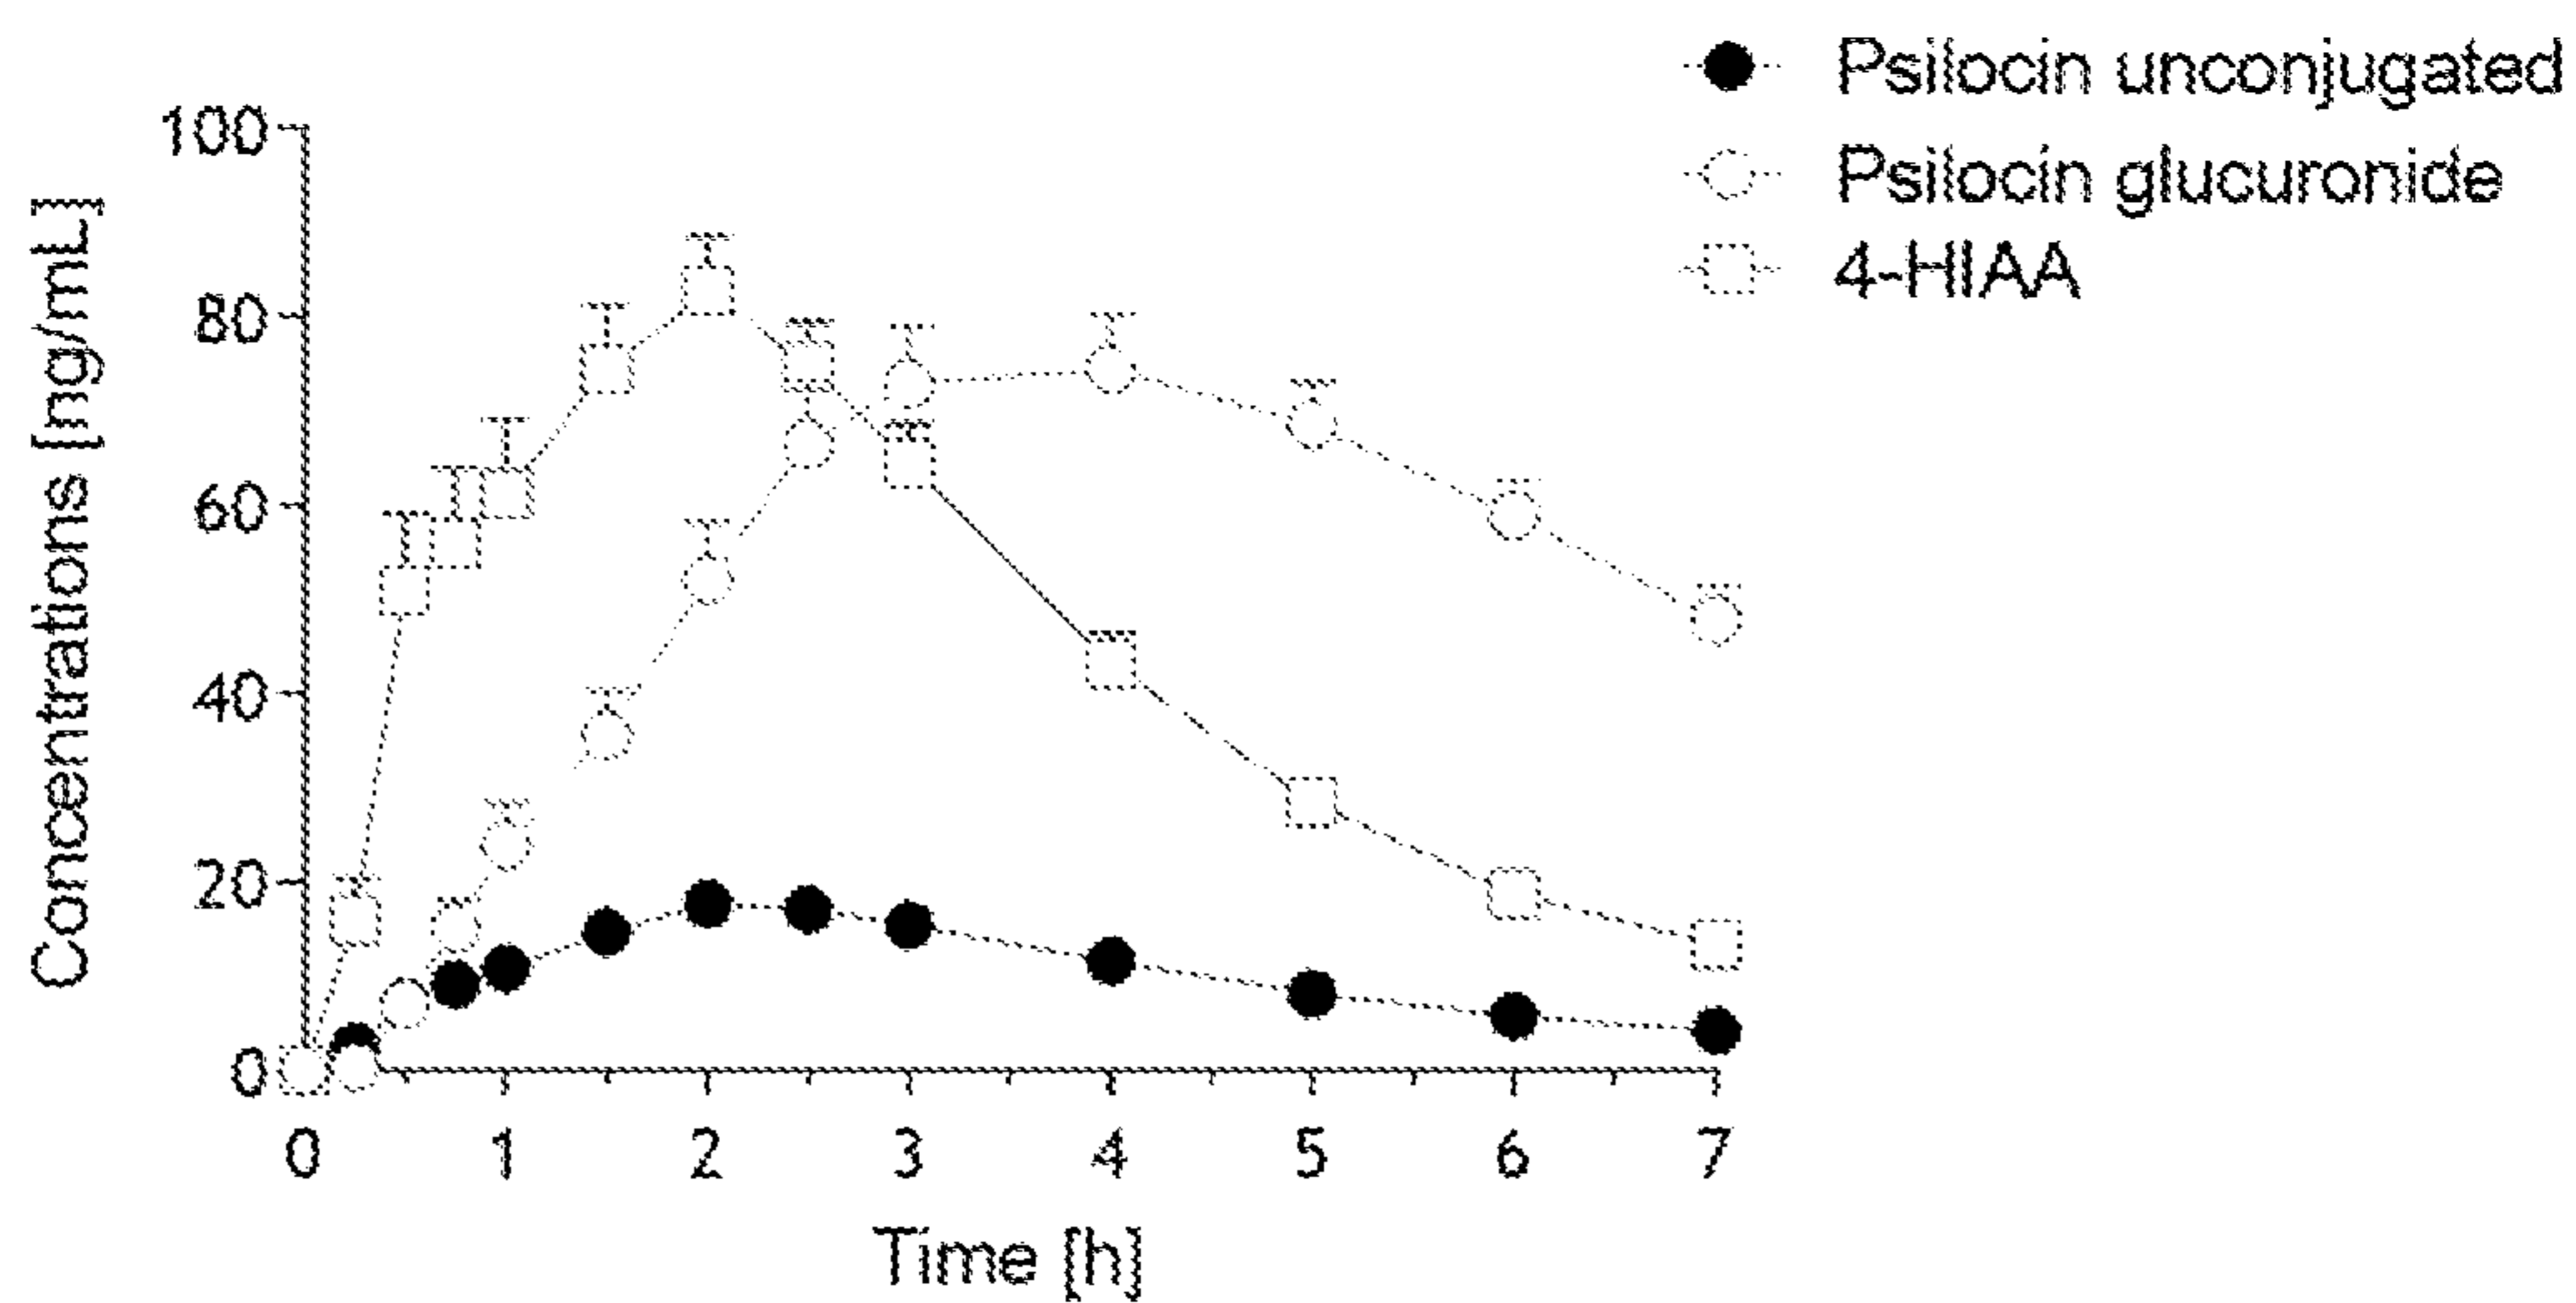 Psilocin unconjugated
Psilocin glucuronide
4-HIAA
Concentrations [ng/mL]
100
80
60
40
20
0
0 1 2 3 4 5 6 7
Time [h]